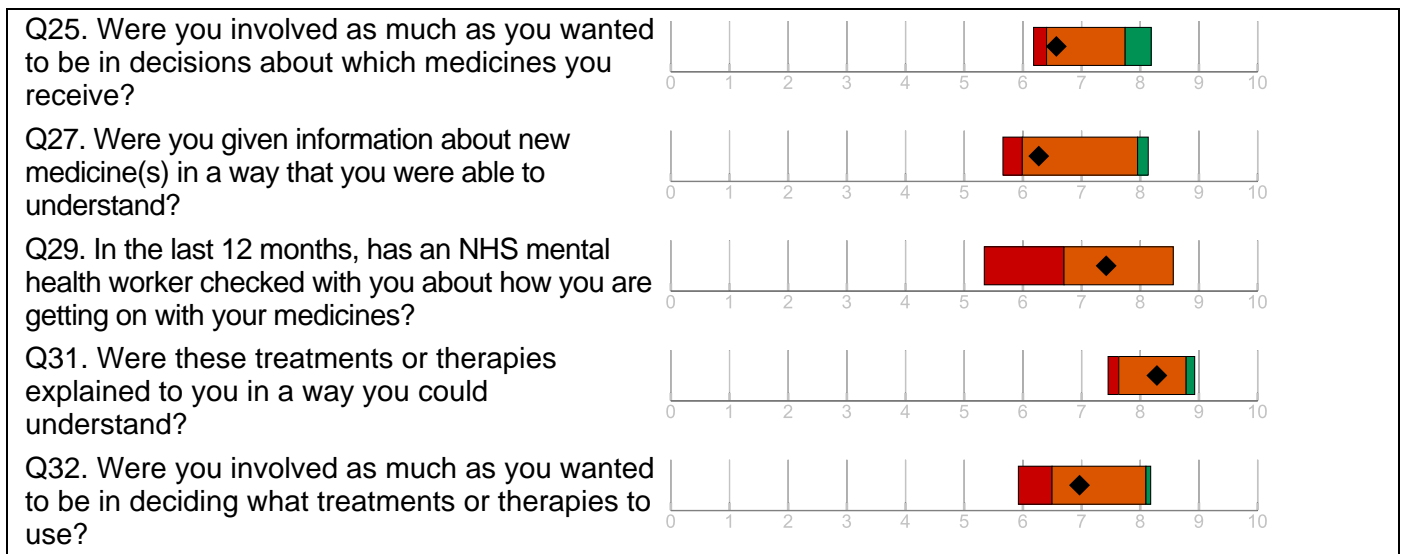 Q25. Were you involved as much as you wanted
to be in decisions about which medicines you
receive?
0 1 2 3 4 5 6 7 8 9 10
Q27. Were you given information about new
medicine(s) in a way that you were able to
understand?
0 1 2 3 4 5 6 7 8 9 10
Q29. In the last 12 months, has an NHS mental
health worker checked with you about how you are
getting on with your medicines?
0 1 2 3 4 5 6 7 8 9 10
Q31. Were these treatments or therapies
explained to you in a way you could
understand?
0 1 2 3 4 5 6 7 8 9 10
Q32. Were you involved as much as you wanted
to be in deciding what treatments or therapies to
use?
0 1 2 3 4 5 6 7 8 9 10